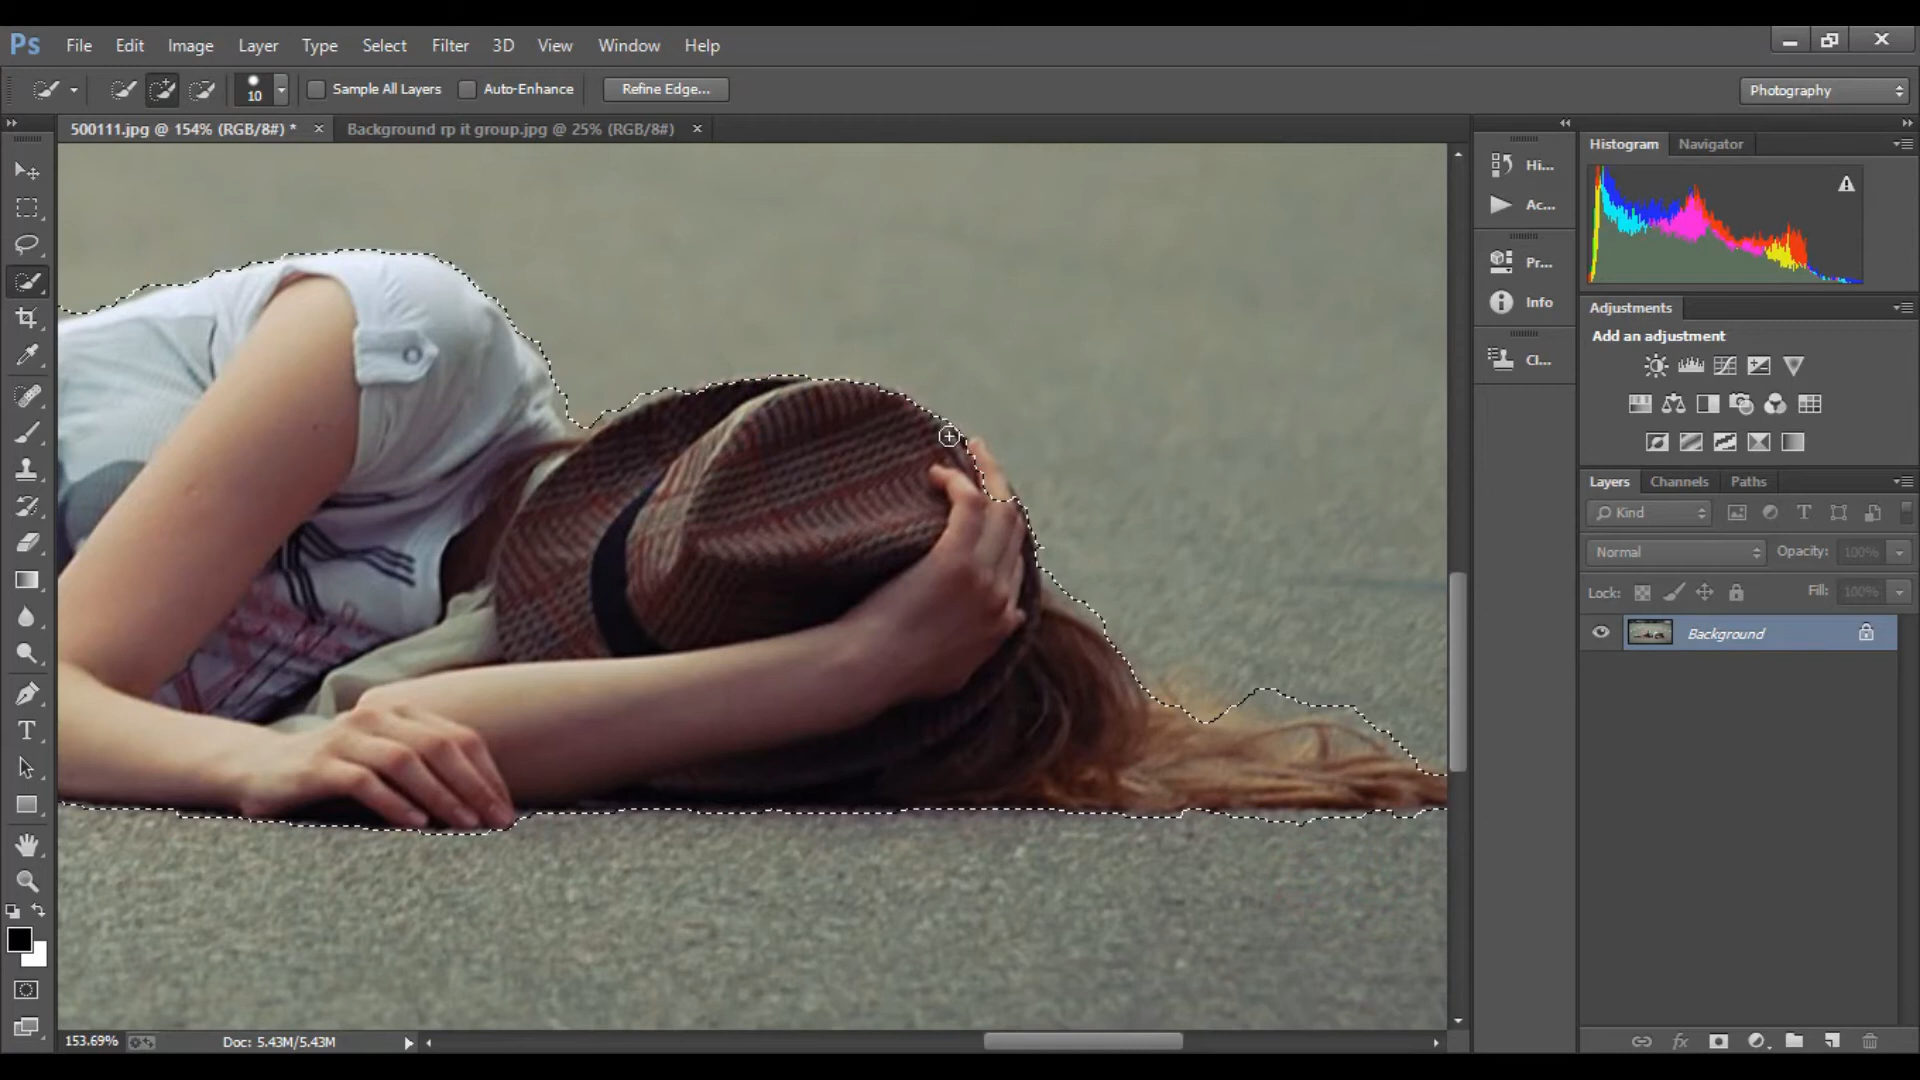 Ps File Edit Image Layer Type Select Filter 3D View Window Help
10 Sample All Layers Auto-Enhance Refine Edge... Photography
500111.jpg @ 154% (RGB/8#) * × Background rp it group.jpg @ 25% (RGB/8#) ×
Histogram Navigator
Hi...
Ac...
Pr...
Info
Cl...
Adjustments
Add an adjustment
Layers Channels Paths
Kind
Normal Opacity: 100%
Lock: Fill: 100%
Background
153.69% Doc: 5.43M/5.43M